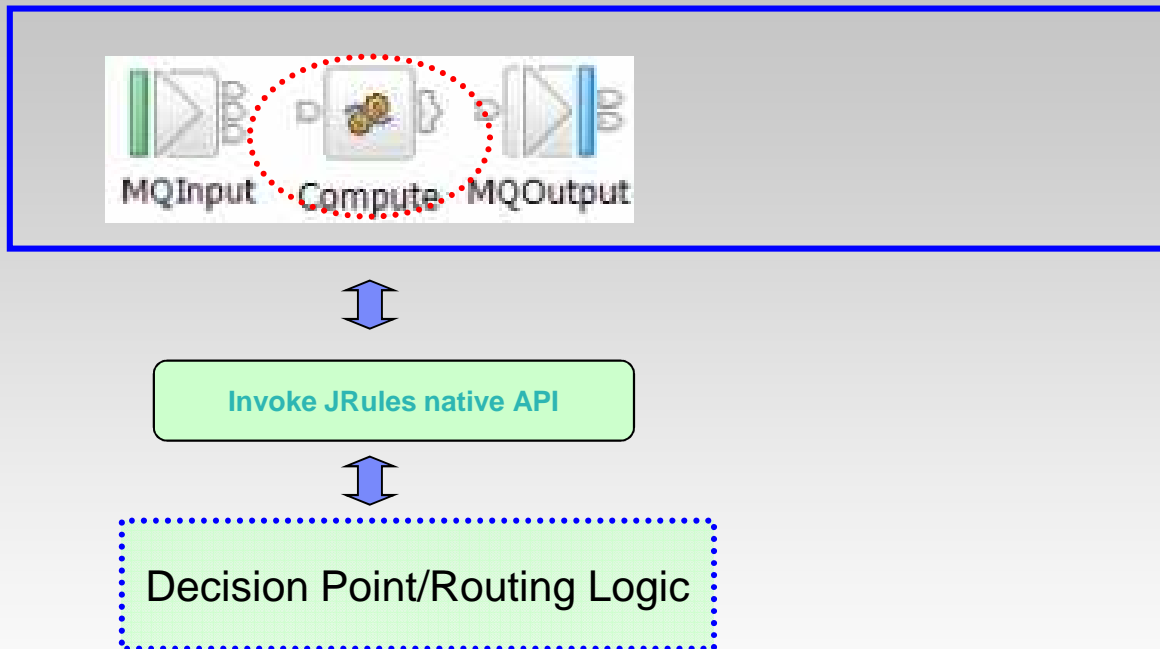 MQInput Compute MQOutput
Invoke JRules native API
Decision Point/Routing Logic